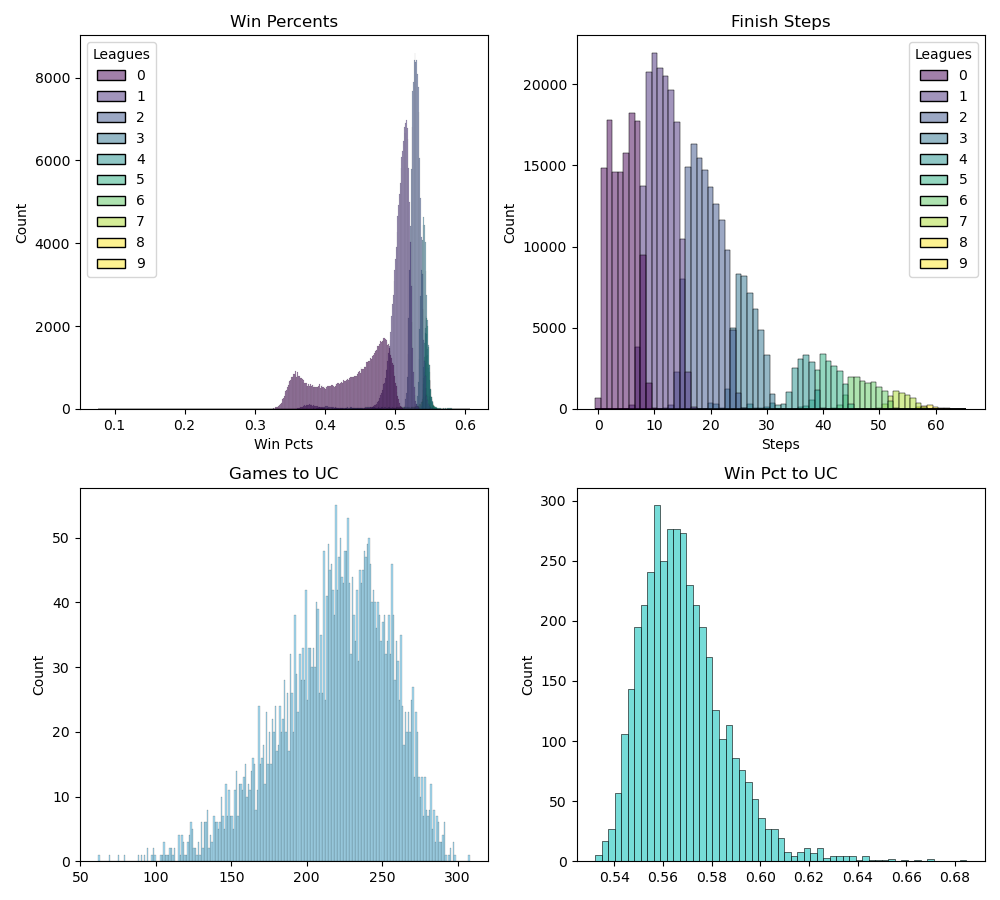 Win Percents
Count
8000
6000
4000
2000
0
Leagues
0
1
2
3
4
5
6
7
8
9
0.1 0.2 0.3 0.4 0.5 0.6
Win Pcts
Finish Steps
Count
20000
15000
10000
5000
0
Leagues
0
1
2
3
4
5
6
7
8
9
0 10 20 30 40 50 60
Steps
Games to UC
Count
50
40
30
20
10
0
50 100 150 200 250 300
Win Pct to UC
Count
300
250
200
150
100
50
0
0.54 0.56 0.58 0.60 0.62 0.64 0.66 0.68